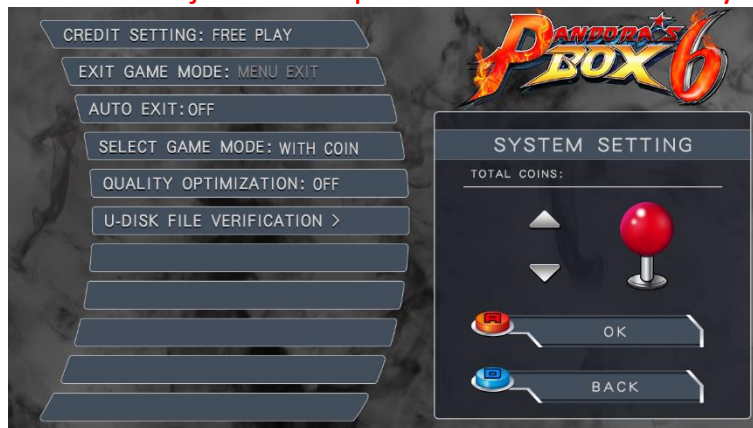 CREDIT SETTING: FREE PLAY
EXIT GAME MODE: MENU EXIT
AUTO EXIT:OFF
SELECT GAME MODE: WITH COIN
QUALITY OPTIMIZATION: OFF
U-DISK FILE VERIFICATION >
PANDORA'S
BOX 6
SYSTEM SETTING
TOTAL COINS:
A
OK
B
BACK